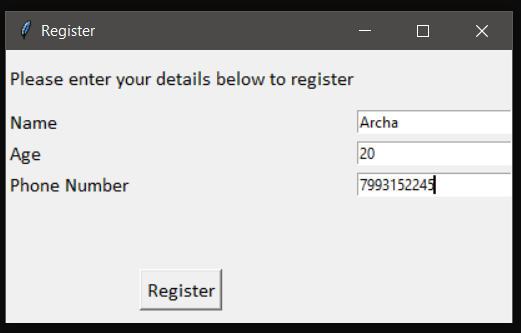 Register
Please enter your details below to register
Name Archa
Age 20
Phone Number 7993152245
Register